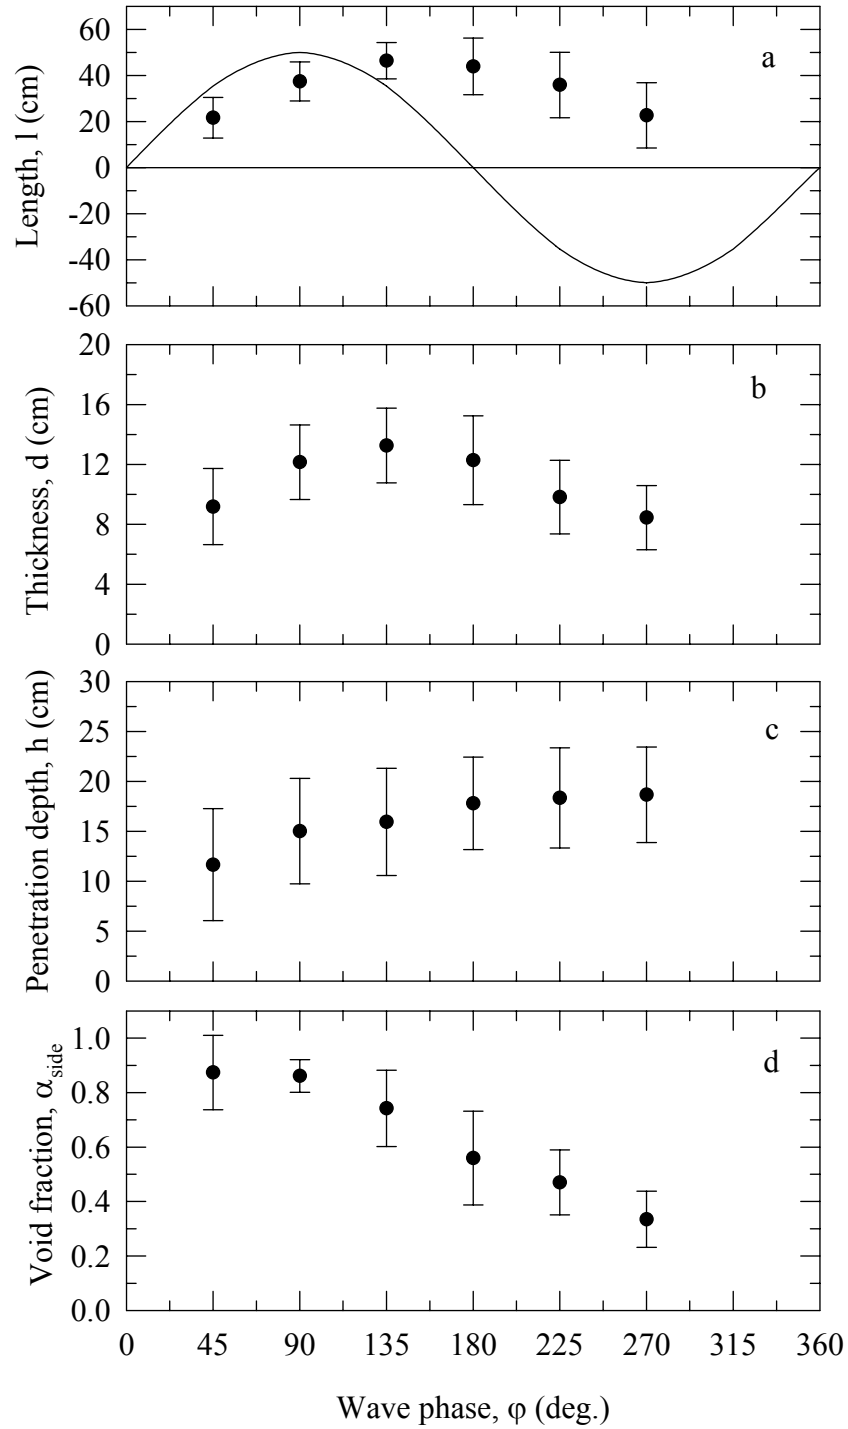 60
40
20
0
-20
-40
-60
Length, l (cm)
a
20
16
12
8
4
0
Thickness, d (cm)
b
30
25
20
15
10
5
0
Penetration depth, h (cm)
c
1.0
0.8
0.6
0.4
0.2
0.0
Void fraction, αside
d
0 45 90 135 180 225 270 315 360
Wave phase, φ (deg.)